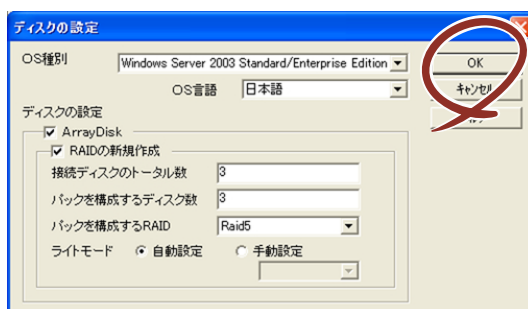 ディスクの設定
OS種別 Windows Server 2003 Standard/Enterprise Edition
OK
OS言語 日本語
キャンセル
ディスクの設定
ArrayDisk
RAIDの新規作成
接続ディスクのトータル数 3
パックを構成するディスク数 3
パックを構成するRAID Raid5
ライトモード 自動設定 手動設定